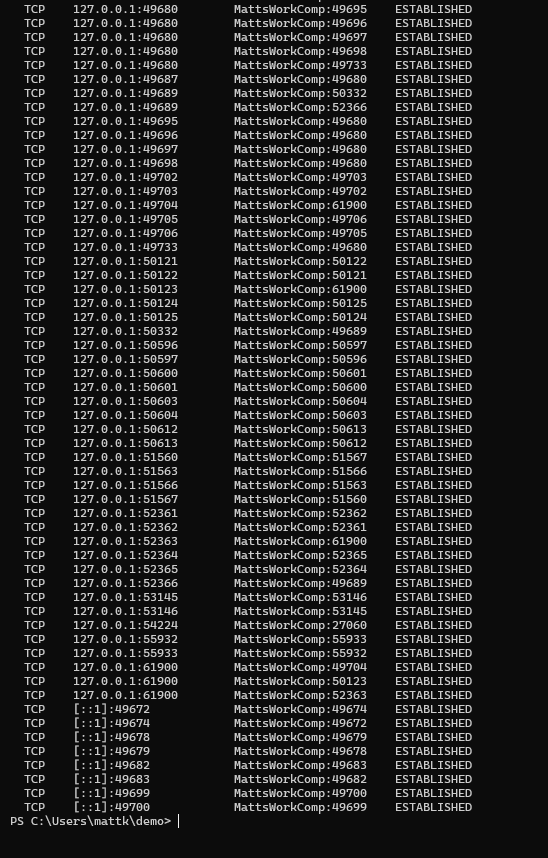 TCP    127.0.0.1:49680        MattsWorkComp:49695    ESTABLISHED
TCP    127.0.0.1:49680        MattsWorkComp:49696    ESTABLISHED
TCP    127.0.0.1:49680        MattsWorkComp:49697    ESTABLISHED
TCP    127.0.0.1:49680        MattsWorkComp:49698    ESTABLISHED
TCP    127.0.0.1:49680        MattsWorkComp:49733    ESTABLISHED
TCP    127.0.0.1:49687        MattsWorkComp:49680    ESTABLISHED
TCP    127.0.0.1:49689        MattsWorkComp:50332    ESTABLISHED
TCP    127.0.0.1:49689        MattsWorkComp:52366    ESTABLISHED
TCP    127.0.0.1:49695        MattsWorkComp:49680    ESTABLISHED
TCP    127.0.0.1:49696        MattsWorkComp:49680    ESTABLISHED
TCP    127.0.0.1:49697        MattsWorkComp:49680    ESTABLISHED
TCP    127.0.0.1:49698        MattsWorkComp:49680    ESTABLISHED
TCP    127.0.0.1:49702        MattsWorkComp:49703    ESTABLISHED
TCP    127.0.0.1:49703        MattsWorkComp:49702    ESTABLISHED
TCP    127.0.0.1:49704        MattsWorkComp:61900    ESTABLISHED
TCP    127.0.0.1:49705        MattsWorkComp:49706    ESTABLISHED
TCP    127.0.0.1:49706        MattsWorkComp:49705    ESTABLISHED
TCP    127.0.0.1:49733        MattsWorkComp:49680    ESTABLISHED
TCP    127.0.0.1:50121        MattsWorkComp:50122    ESTABLISHED
TCP    127.0.0.1:50122        MattsWorkComp:50121    ESTABLISHED
TCP    127.0.0.1:50123        MattsWorkComp:61900    ESTABLISHED
TCP    127.0.0.1:50124        MattsWorkComp:50125    ESTABLISHED
TCP    127.0.0.1:50125        MattsWorkComp:50124    ESTABLISHED
TCP    127.0.0.1:50332        MattsWorkComp:49689    ESTABLISHED
TCP    127.0.0.1:50596        MattsWorkComp:50597    ESTABLISHED
TCP    127.0.0.1:50597        MattsWorkComp:50596    ESTABLISHED
TCP    127.0.0.1:50600        MattsWorkComp:50601    ESTABLISHED
TCP    127.0.0.1:50601        MattsWorkComp:50600    ESTABLISHED
TCP    127.0.0.1:50603        MattsWorkComp:50604    ESTABLISHED
TCP    127.0.0.1:50604        MattsWorkComp:50603    ESTABLISHED
TCP    127.0.0.1:50612        MattsWorkComp:50613    ESTABLISHED
TCP    127.0.0.1:50613        MattsWorkComp:50612    ESTABLISHED
TCP    127.0.0.1:51560        MattsWorkComp:51567    ESTABLISHED
TCP    127.0.0.1:51563        MattsWorkComp:51566    ESTABLISHED
TCP    127.0.0.1:51566        MattsWorkComp:51563    ESTABLISHED
TCP    127.0.0.1:51567        MattsWorkComp:51560    ESTABLISHED
TCP    127.0.0.1:52361        MattsWorkComp:52362    ESTABLISHED
TCP    127.0.0.1:52362        MattsWorkComp:52361    ESTABLISHED
TCP    127.0.0.1:52363        MattsWorkComp:61900    ESTABLISHED
TCP    127.0.0.1:52364        MattsWorkComp:52365    ESTABLISHED
TCP    127.0.0.1:52365        MattsWorkComp:52364    ESTABLISHED
TCP    127.0.0.1:52366        MattsWorkComp:49689    ESTABLISHED
TCP    127.0.0.1:53145        MattsWorkComp:53146    ESTABLISHED
TCP    127.0.0.1:53146        MattsWorkComp:53145    ESTABLISHED
TCP    127.0.0.1:54224        MattsWorkComp:27060    ESTABLISHED
TCP    127.0.0.1:55932        MattsWorkComp:55933    ESTABLISHED
TCP    127.0.0.1:55933        MattsWorkComp:55932    ESTABLISHED
TCP    127.0.0.1:61900        MattsWorkComp:49704    ESTABLISHED
TCP    127.0.0.1:61900        MattsWorkComp:50123    ESTABLISHED
TCP    127.0.0.1:61900        MattsWorkComp:52363    ESTABLISHED
TCP    [::1]:49672            MattsWorkComp:49674    ESTABLISHED
TCP    [::1]:49674            MattsWorkComp:49672    ESTABLISHED
TCP    [::1]:49678            MattsWorkComp:49679    ESTABLISHED
TCP    [::1]:49679            MattsWorkComp:49678    ESTABLISHED
TCP    [::1]:49682            MattsWorkComp:49683    ESTABLISHED
TCP    [::1]:49683            MattsWorkComp:49682    ESTABLISHED
TCP    [::1]:49699            MattsWorkComp:49700    ESTABLISHED
TCP    [::1]:49700            MattsWorkComp:49699    ESTABLISHED
PS C:\Users\mattk\demo>